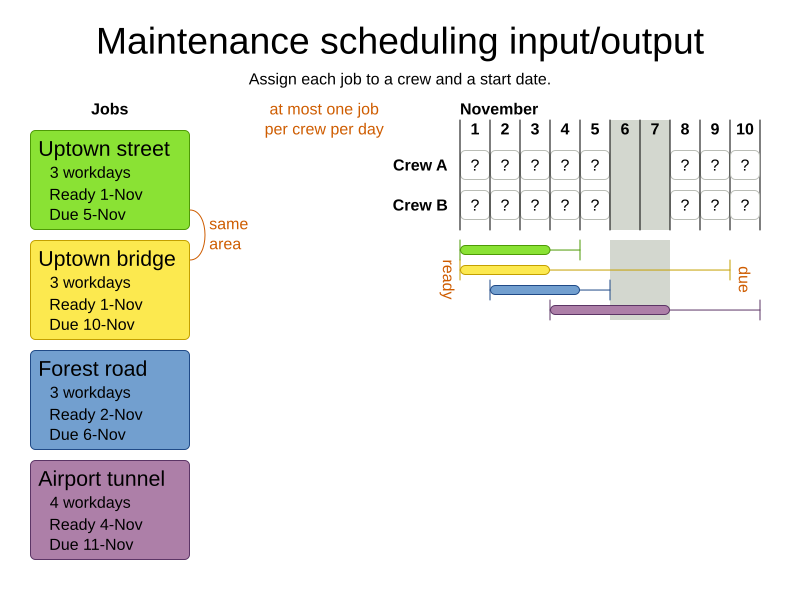 Maintenance scheduling input/output
Assign each job to a crew and a start date.
Jobs
at most one job
per crew per day
November
1 2 3 4 5 6 7 8 9 10
Crew A ? ? ? ? ? ? ? ?
Crew B ? ? ? ? ? ? ? ?
Uptown street
3 workdays
Ready 1-Nov
Due 5-Nov
same
area
Uptown bridge
3 workdays
Ready 1-Nov
Due 10-Nov
ready
due
Forest road
3 workdays
Ready 2-Nov
Due 6-Nov
Airport tunnel
4 workdays
Ready 4-Nov
Due 11-Nov